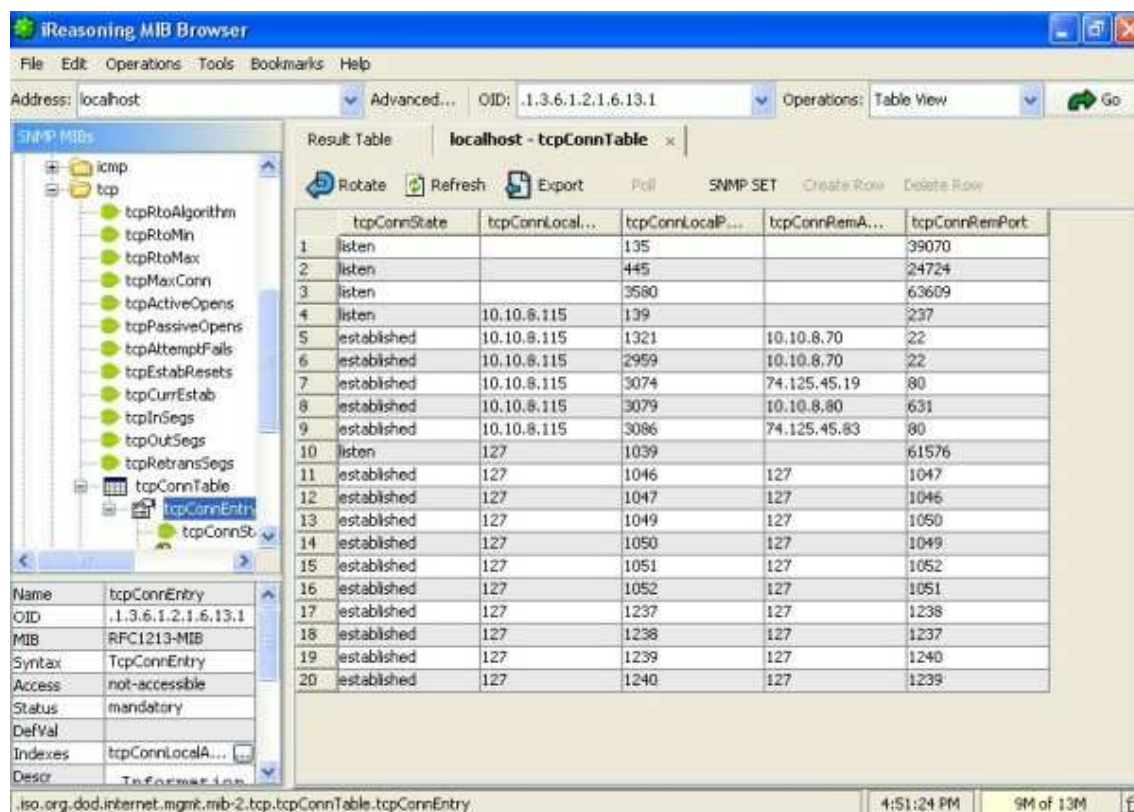 iReasoning MIB Browser
File Edit Operations Tools Bookmarks Help
Address: localhost Advanced... OID: .1.3.6.1.2.1.6.13.1 Operations: Table View Go
SNMP MIBs
icmp
tcp
tcpRtoAlgorithm
tcpRtoMin
tcpRtoMax
tcpMaxConn
tcpActiveOpens
tcpPassiveOpens
tcpAttemptFails
tcpEstabResets
tcpCurrEstab
tcpInSegs
tcpOutSegs
tcpRetransSegs
tcpConnTable
tcpConnEntry
tcpConnSt
Name tcpConnEntry
OID .1.3.6.1.2.1.6.13.1
MIB RFC1213-MIB
Syntax TcpConnEntry
Access not-accessible
Status mandatory
DefVal
Indexes tcpConnLocalA... ...
Descr Information
Result Table localhost - tcpConnTable ×
Rotate Refresh Export Poll SNMP SET Create Row Delete Row
tcpConnState tcpConnLocal... tcpConnLocalP... tcpConnRemA... tcpConnRemPort
1 listen 135 39070
2 listen 445 24724
3 listen 3580 63609
4 listen 10.10.8.115 139 237
5 established 10.10.8.115 1321 10.10.8.70 22
6 established 10.10.8.115 2959 10.10.8.70 22
7 established 10.10.8.115 3074 74.125.45.19 80
8 established 10.10.8.115 3079 10.10.8.80 631
9 established 10.10.8.115 3086 74.125.45.83 80
10 listen 127 1039 61576
11 established 127 1046 127 1047
12 established 127 1047 127 1046
13 established 127 1049 127 1050
14 established 127 1050 127 1049
15 established 127 1051 127 1052
16 established 127 1052 127 1051
17 established 127 1237 127 1238
18 established 127 1238 127 1237
19 established 127 1239 127 1240
20 established 127 1240 127 1239
.iso.org.dod.internet.mgmt.mib-2.tcp.tcpConnTable.tcpConnEntry 4:51:24 PM 9M of 13M